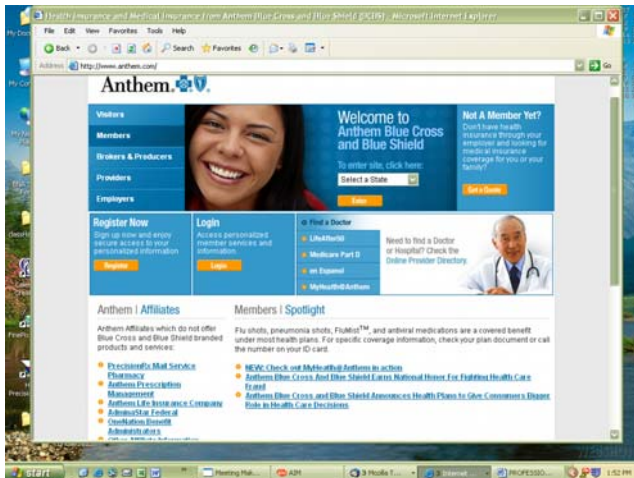 Health Insurance and Medical Insurance from Anthem Blue Cross and Blue Shield (BCBS) - Microsoft Internet Explorer
File Edit View Favorites Tools Help
Back Search Favorites
Address http://www.anthem.com/ Go
Anthem.
Visitors
Members
Brokers & Producers
Providers
Employers
Welcome to
Anthem Blue Cross
and Blue Shield
To enter site, click here:
Select a State
Enter
Not A Member Yet?
Don't have health
insurance through your
employer and looking for
medical insurance
coverage for you or your
family?
Get a Quote
Register Now
Sign up now and enjoy
secure access to your
personalized information
Register
Login
Access personalized
member services and
information.
Login
Find a Doctor
LifeAfter50
Medicare Part D
en Espanol
MyHealth@Anthem
Need to find a Doctor
or Hospital? Check the
Online Provider Directory.
Anthem | Affiliates
Anthem Affiliates which do not offer
Blue Cross and Blue Shield branded
products and services:
PrecisionRx Mail Service
Pharmacy
Anthem Prescription
Management
Anthem Life Insurance Company
AdminaStar Federal
OneNation Benefit
Administrators
Other Affiliate Information
Members | Spotlight
Flu shots, pneumonia shots, FluMist™, and antiviral medications are a covered benefit
under most health plans. For specific coverage information, check your plan document or call
the number on your ID card.
NEW: Check out MyHealth@Anthem in action
Anthem Blue Cross And Blue Shield Earns National Honor For Fighting Health Care
Fraud
Anthem Blue Cross and Blue Shield Announces Health Plans to Give Consumers Bigger
Role in Health Care Decisions
start Meeting Mak... AIM 3 Mozilla T... 3 Internet ... PROFESSIO... 1:52 PM